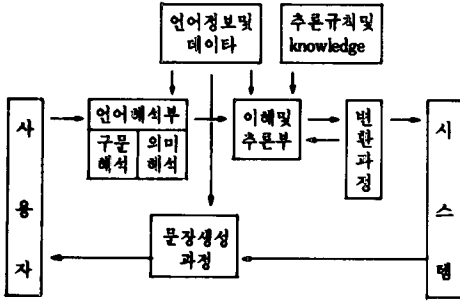 언어정보및
데이타
추론규칙및
knowledge
사용자
언어해석부
구문
해석
의미
해석
이해및
추론부
변환과정
시스템
문장생성
과정